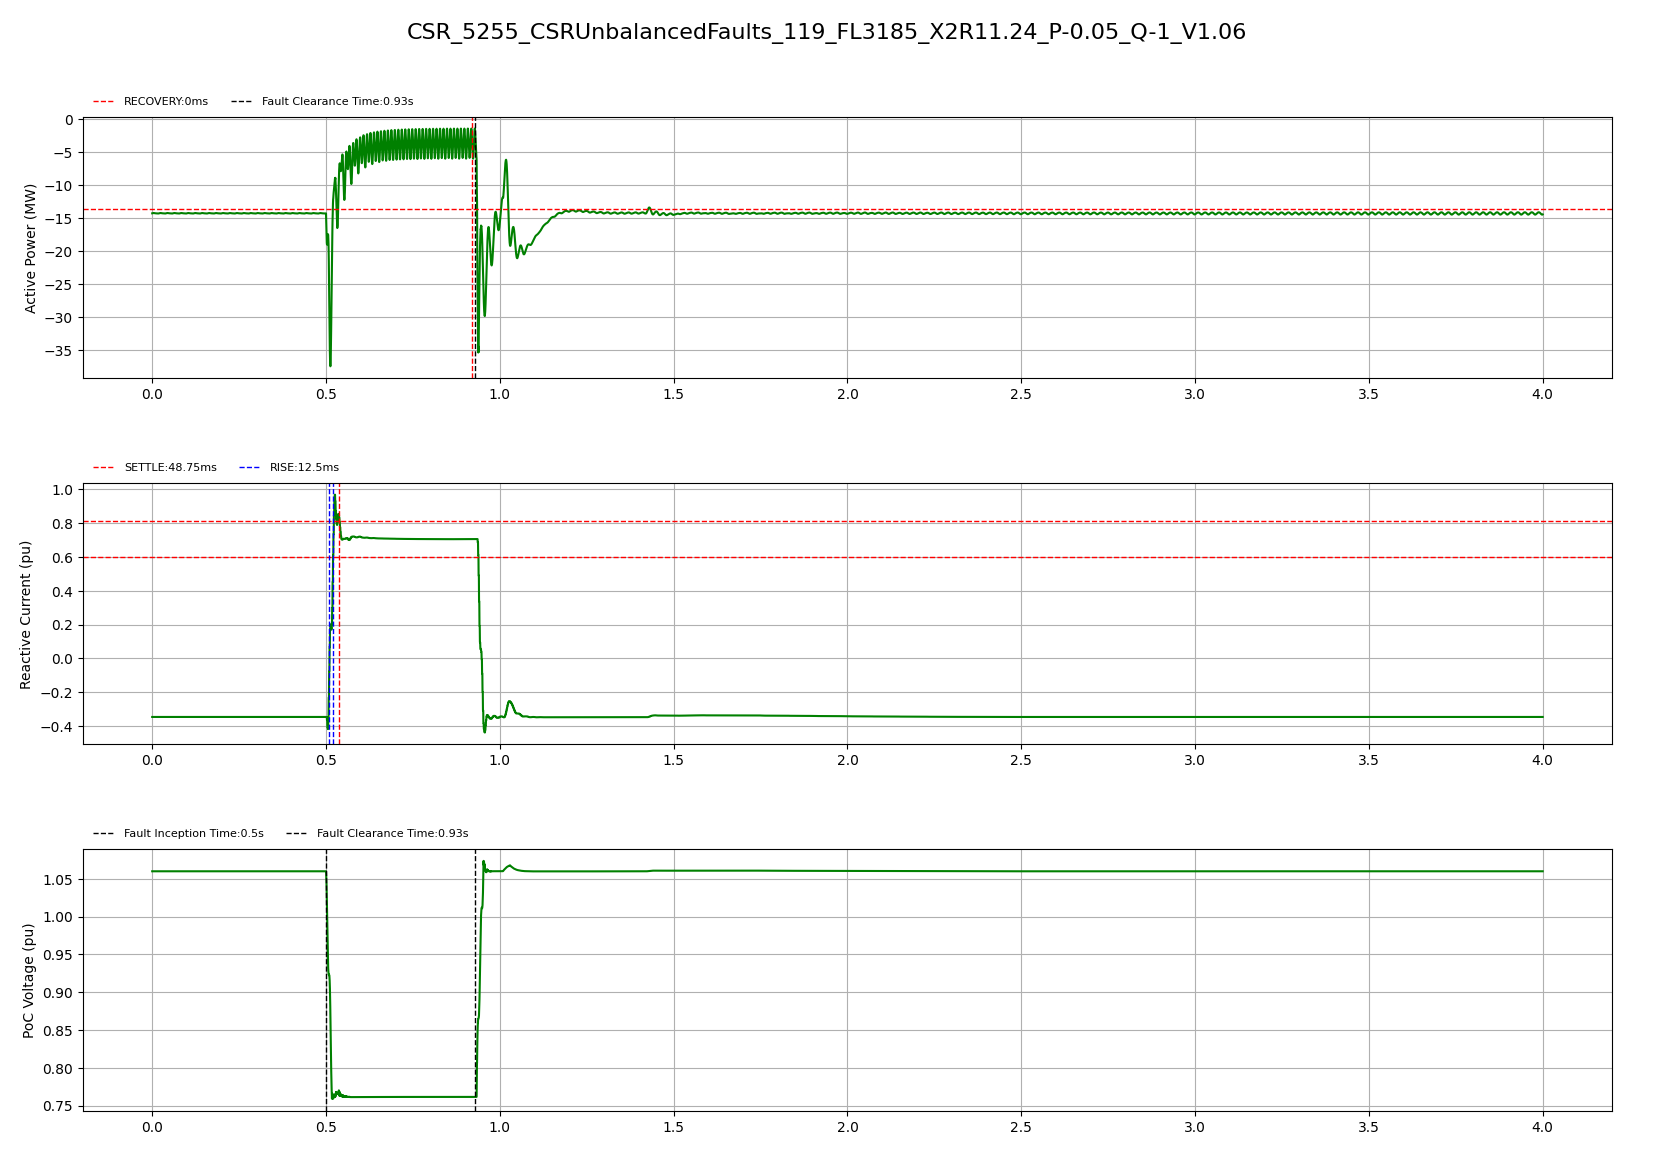 CSR_5255_CSRUnbalancedFaults_119_FL3185_X2R11.24_P-0.05_Q-1_V1.06
RECOVERY:0ms Fault Clearance Time:0.93s
Active Power (MW)
0
−5
−10
−15
−20
−25
−30
−35
0.0 0.5 1.0 1.5 2.0 2.5 3.0 3.5 4.0
SETTLE:48.75ms RISE:12.5ms
Reactive Current (pu)
1.0
0.8
0.6
0.4
0.2
0.0
−0.2
−0.4
0.0 0.5 1.0 1.5 2.0 2.5 3.0 3.5 4.0
Fault Inception Time:0.5s Fault Clearance Time:0.93s
PoC Voltage (pu)
1.05
1.00
0.95
0.90
0.85
0.80
0.75
0.0 0.5 1.0 1.5 2.0 2.5 3.0 3.5 4.0